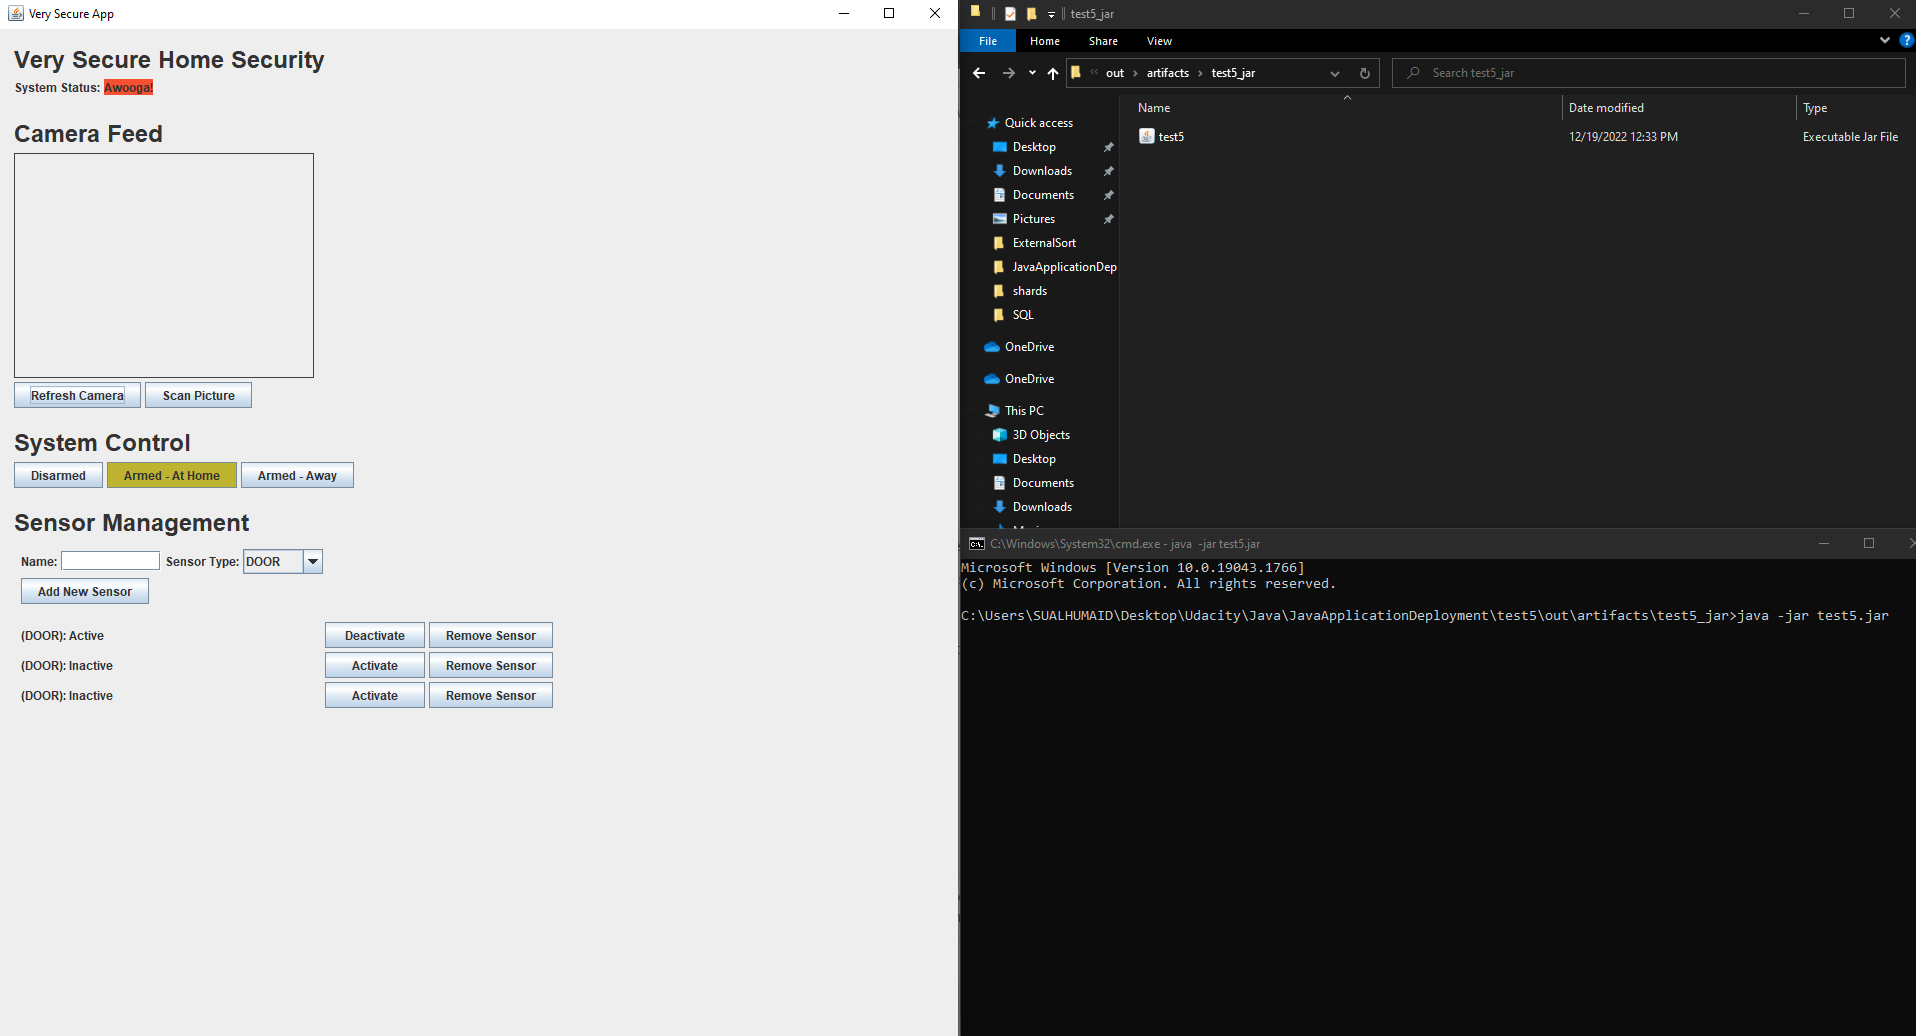 Very Secure App
Very Secure Home Security
System Status: Awooga!
Camera Feed
Refresh Camera
Scan Picture
System Control
Disarmed
Armed - At Home
Armed - Away
Sensor Management
Name:
Sensor Type: DOOR
Add New Sensor
(DOOR): Active
Deactivate
Remove Sensor
(DOOR): Inactive
Activate
Remove Sensor
(DOOR): Inactive
Activate
Remove Sensor
test5_jar
File
Home
Share
View
?
« out › artifacts › test5_jar
Search test5_jar
Name
Date modified
Type
test5
12/19/2022 12:33 PM
Executable Jar File
Quick access
Desktop
Downloads
Documents
Pictures
ExternalSort
JavaApplicationDep
shards
SQL
OneDrive
OneDrive
This PC
3D Objects
Desktop
Documents
Downloads
C:\Windows\System32\cmd.exe - java -jar test5.jar
Microsoft Windows [Version 10.0.19043.1766]
(c) Microsoft Corporation. All rights reserved.
C:\Users\SUALHUMAID\Desktop\Udacity\Java\JavaApplicationDeployment\test5\out\artifacts\test5_jar>java -jar test5.jar